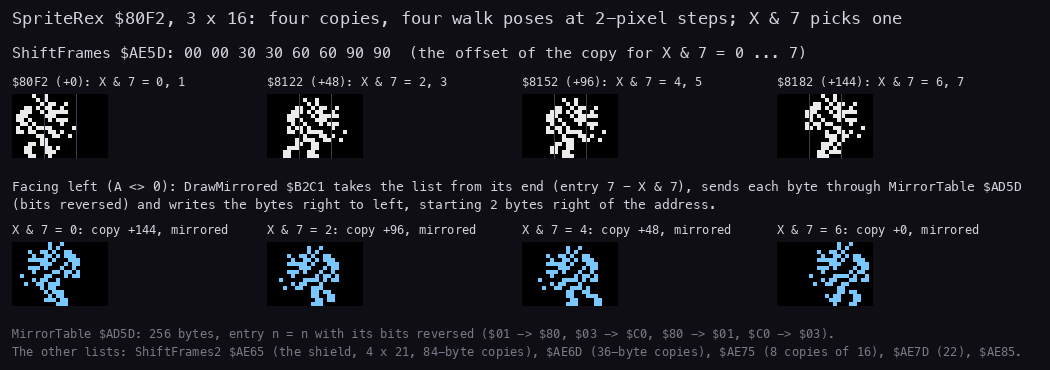 SpriteRex $80F2, 3 x 16: four copies, four walk poses at 2-pixel steps; X & 7 picks one
ShiftFrames $AE5D: 00 00 30 30 60 60 90 90  (the offset of the copy for X & 7 = 0 ... 7)
$80F2 (+0): X & 7 = 0, 1
$8122 (+48): X & 7 = 2, 3
$8152 (+96): X & 7 = 4, 5
$8182 (+144): X & 7 = 6, 7
Facing left (A <> 0): DrawMirrored $B2C1 takes the list from its end (entry 7 - X & 7), sends each byte through MirrorTable $AD5D
(bits reversed) and writes the bytes right to left, starting 2 bytes right of the address.
X & 7 = 0: copy +144, mirrored
X & 7 = 2: copy +96, mirrored
X & 7 = 4: copy +48, mirrored
X & 7 = 6: copy +0, mirrored
MirrorTable $AD5D: 256 bytes, entry n = n with its bits reversed ($01 -> $80, $03 -> $C0, $80 -> $01, $C0 -> $03).
The other lists: ShiftFrames2 $AE65 (the shield, 4 x 21, 84-byte copies), $AE6D (36-byte copies), $AE75 (8 copies of 16), $AE7D (22), $AE85.